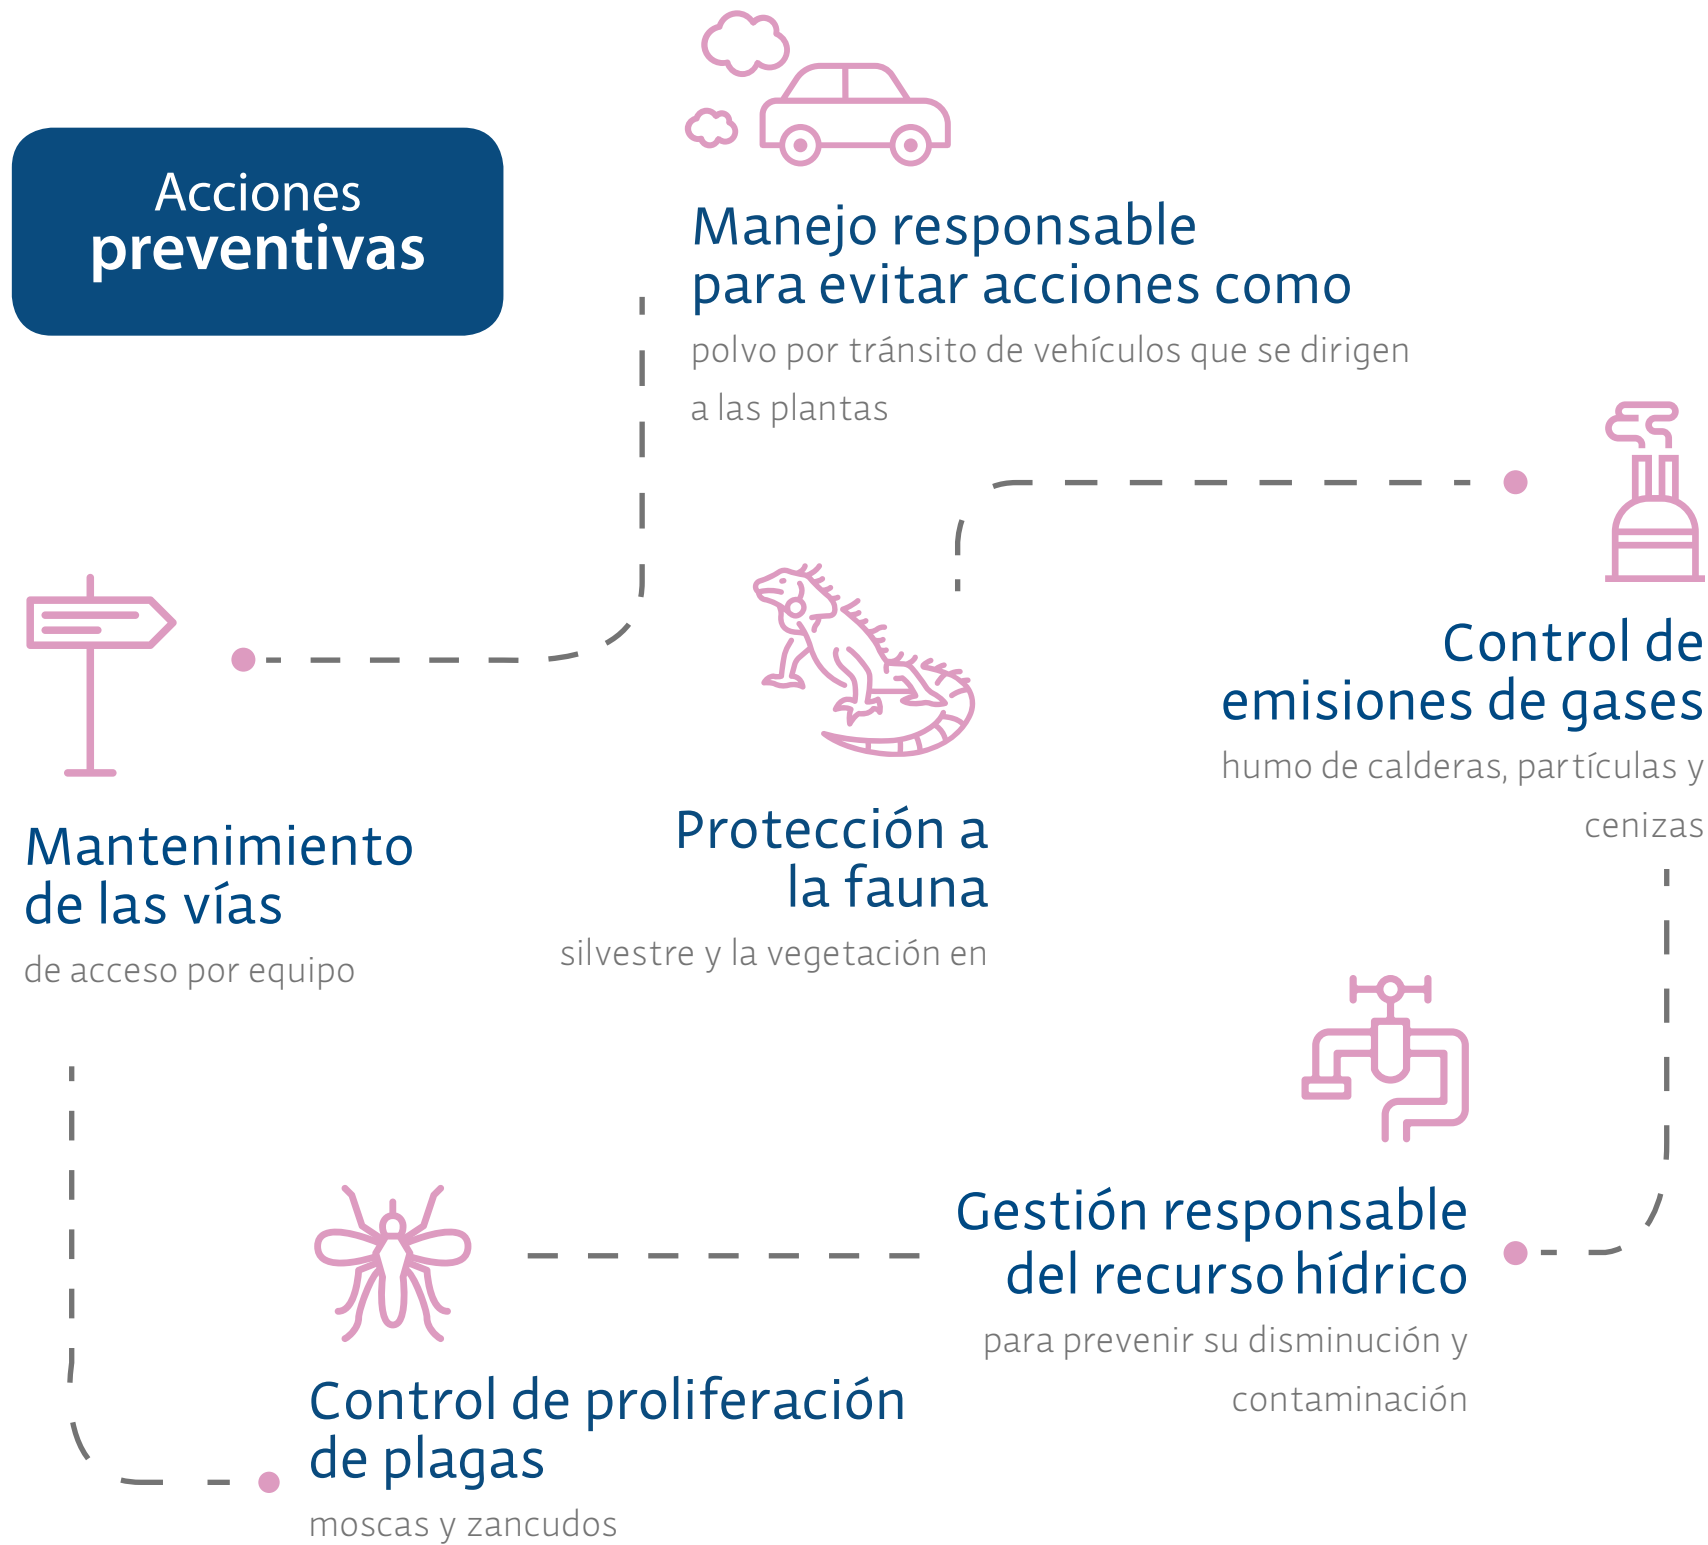 Acciones
preventivas
Manejo responsable
para evitar acciones como
polvo por tránsito de vehículos que se dirigen
a las plantas
Mantenimiento
de las vías
de acceso por equipo
Control de proliferación
de plagas
moscas y zancudos
Gestión responsable
del recurso hídrico
para prevenir su disminución y
contaminación
Control de
emisiones de gases
humo de calderas, partículas y
cenizas
Protección a
la fauna
silvestre y la vegetación en